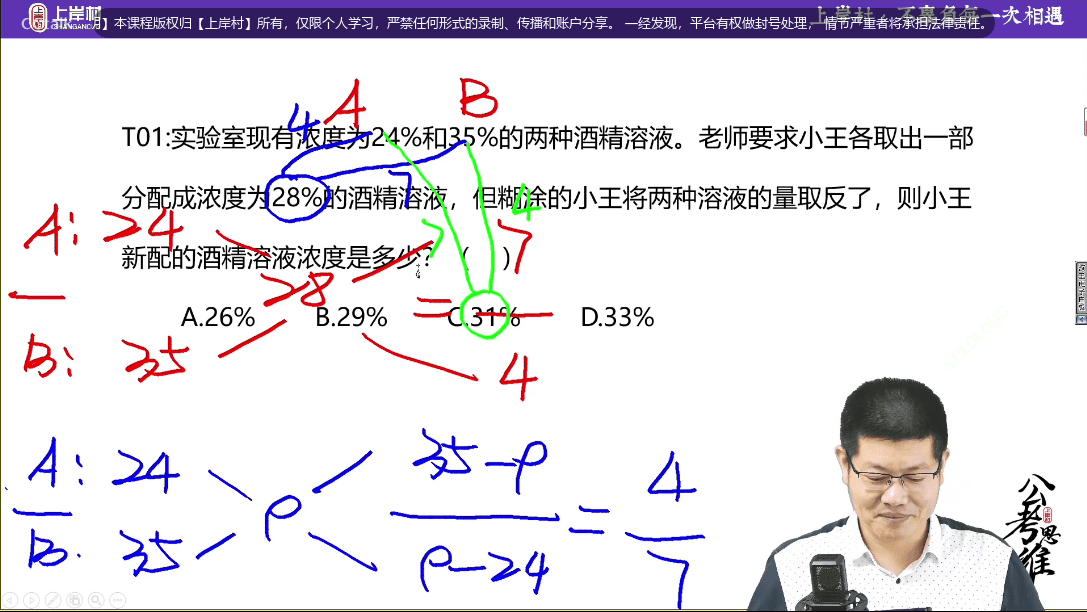 上岸村
】本课程版权归【上岸村】所有，仅限个人学习，严禁任何形式的录制、传播和账户分享。 一经发现，平台有权做封号处理， 情节严重者将承担法律责任。
上岸村 不辜负每一次相遇
A B
4
T01:实验室现有浓度为24%和35%的两种酒精溶液。老师要求小王各取出一部
7
分配成浓度为28%的酒精溶液，但糊涂的小王将两种溶液的量取反了，则小王
7 4
A: 24
新配的酒精溶液浓度是多少？（ ）
28 = 7
A.26% B.29% C.31% D.33%
B: 35
4
A: 24
35-P
P = 4
B: 35
P-24 7
公考思维
上岸村